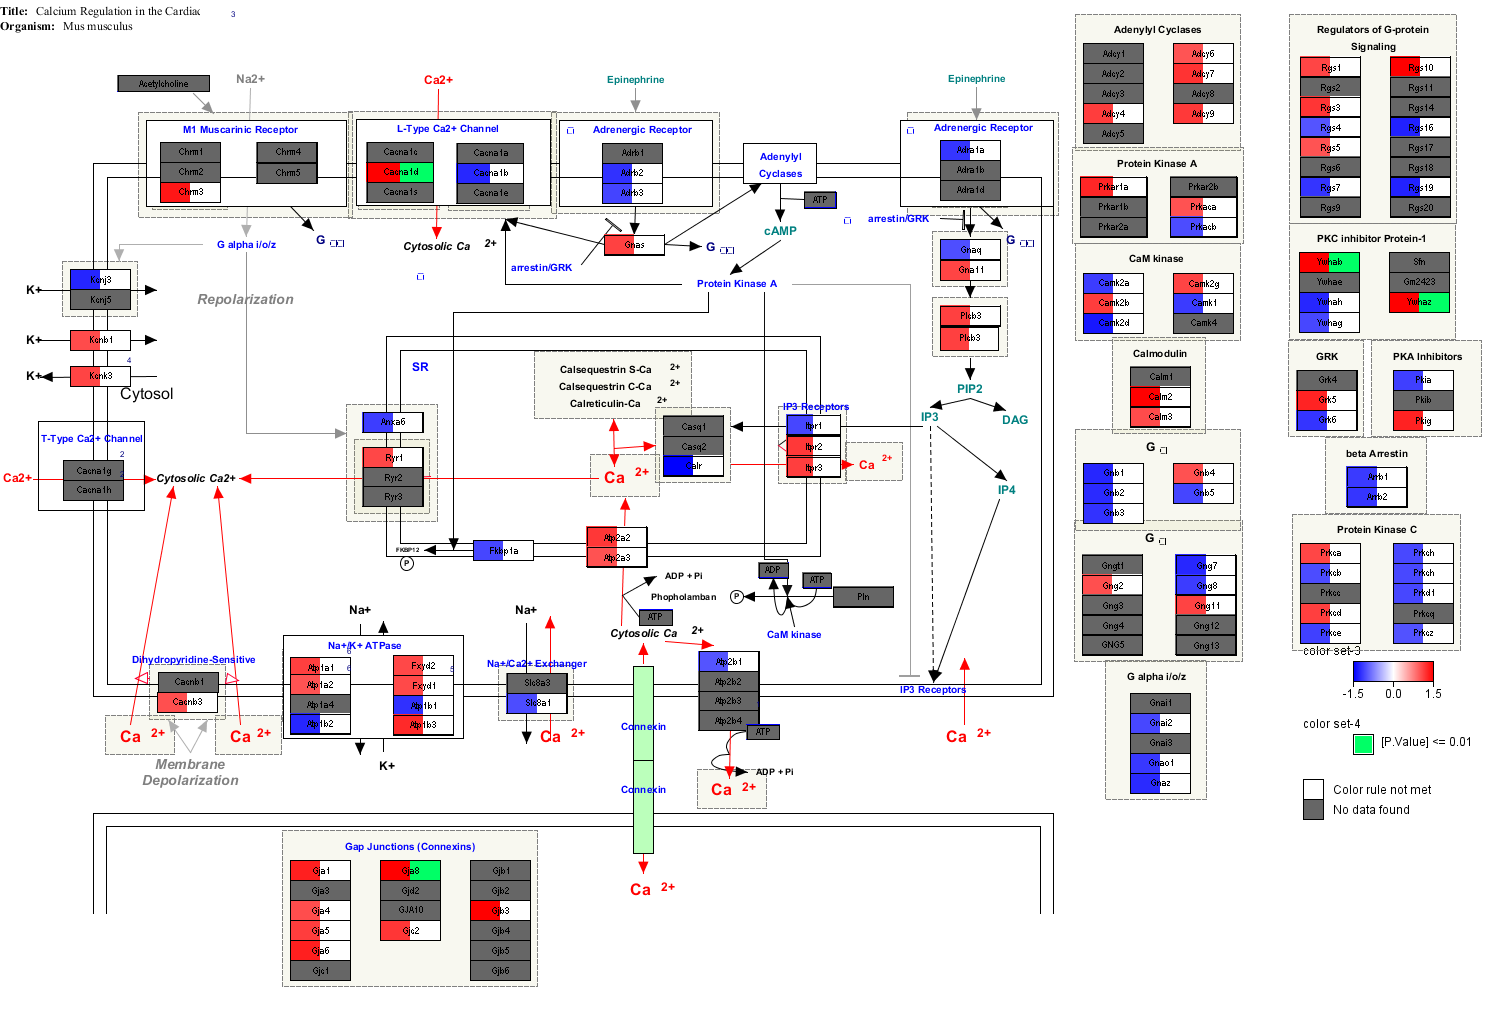 Title: Calcium Regulation in the Cardiac
3
Organism: Mus musculus
Acetylcholine
Na2+
Ca2+
Epinephrine
Epinephrine
M1 Muscarinic Receptor
Chrm1
Chrm2
Chrm3
Chrm4
Chrm5
L-Type Ca2+ Channel
Cacna1c
Cacna1d
Cacna1s
Cacna1a
Cacna1b
Cacna1e
Adrenergic Receptor
Adrb1
Adrb2
Adrb3
Adenylyl
Cyclases
ATP
cAMP
Adrenergic Receptor
Adra1a
Adra1b
Adra1d
arrestin/GRK
G alpha i/o/z
G
Cytosolic Ca 2+
Gnas
G
arrestin/GRK
Protein Kinase A
G
Gnaq
Gna11
Plcb3
Plcb3
PIP2
IP3
DAG
IP4
Kcnj3
Kcnj5
K+
Repolarization
K+
Kcnb1
4
K+
Kcnk3
Cytosol
SR
Calsequestrin S-Ca 2+
Calsequestrin C-Ca 2+
Calreticulin-Ca 2+
Anxa6
Ryr1
Ryr2
Ryr3
Casq1
Casq2
Calr
IP3 Receptors
Itpr1
Itpr2
Itpr3
Ca 2+
Ca 2+
T-Type Ca2+ Channel
2
Cacna1g
2
Cacna1h
Ca2+
Cytosolic Ca2+
FKBP12
P
Fkbp1a
Atp2a2
Atp2a3
ADP + Pi
Phopholamban
ATP
P
ADP
ATP
Pln
CaM kinase
Cytosolic Ca 2+
Na+
Na+
Dihydropyridine-Sensitive
Cacnb1
Cacnb3
Na+/K+ ATPase
6
6
5
Atp1a1
Atp1a2
Atp1a4
Atp1b2
Fxyd2
Fxyd1
Atp1b1
Atp1b3
Na+/Ca2+ Exchanger
Slc8a3
Slc8a1
Atp2b1
Atp2b2
Atp2b3
Atp2b4
ATP
ADP + Pi
IP3 Receptors
Connexin
Connexin
Ca 2+
Ca 2+
Ca 2+
Ca 2+
Ca 2+
Membrane
Depolarization
K+
Ca 2+
Gap Junctions (Connexins)
Gja1
Gja3
Gja4
Gja5
Gja6
Gjc1
Gja8
Gjd2
GJA10
Gjc2
Gjb1
Gjb2
Gjb3
Gjb4
Gjb5
Gjb6
Adenylyl Cyclases
Adcy1
Adcy2
Adcy3
Adcy4
Adcy5
Adcy6
Adcy7
Adcy8
Adcy9
Protein Kinase A
Prkar1a
Prkar1b
Prkar2a
Prkar2b
Prkaca
Prkacb
CaM kinase
Camk2a
Camk2b
Camk2d
Camk2g
Camk1
Camk4
Calmodulin
Calm1
Calm2
Calm3
G
Gnb1
Gnb2
Gnb3
Gnb4
Gnb5
G
Gngt1
Gng2
Gng3
Gng4
GNG5
Gng7
Gng8
Gng11
Gng12
Gng13
G alpha i/o/z
Gnai1
Gnai2
Gnai3
Gnao1
Gnaz
Regulators of G-protein
Signaling
Rgs1
Rgs2
Rgs3
Rgs4
Rgs5
Rgs6
Rgs7
Rgs9
Rgs10
Rgs11
Rgs14
Rgs16
Rgs17
Rgs18
Rgs19
Rgs20
PKC inhibitor Protein-1
Ywhab
Ywhae
Ywhah
Ywhag
Sfn
Gm2423
Ywhaz
GRK
Grk4
Grk5
Grk6
PKA Inhibitors
Pkia
Pkib
Pkig
beta Arrestin
Arrb1
Arrb2
Protein Kinase C
Prkca
Prkcb
Prkcc
Prkcd
Prkce
Prkch
Prkch
Prkd1
Prkcq
Prkcz
color set-3
-1.5 0.0 1.5
color set-4
[P.Value] <= 0.01
Color rule not met
No data found